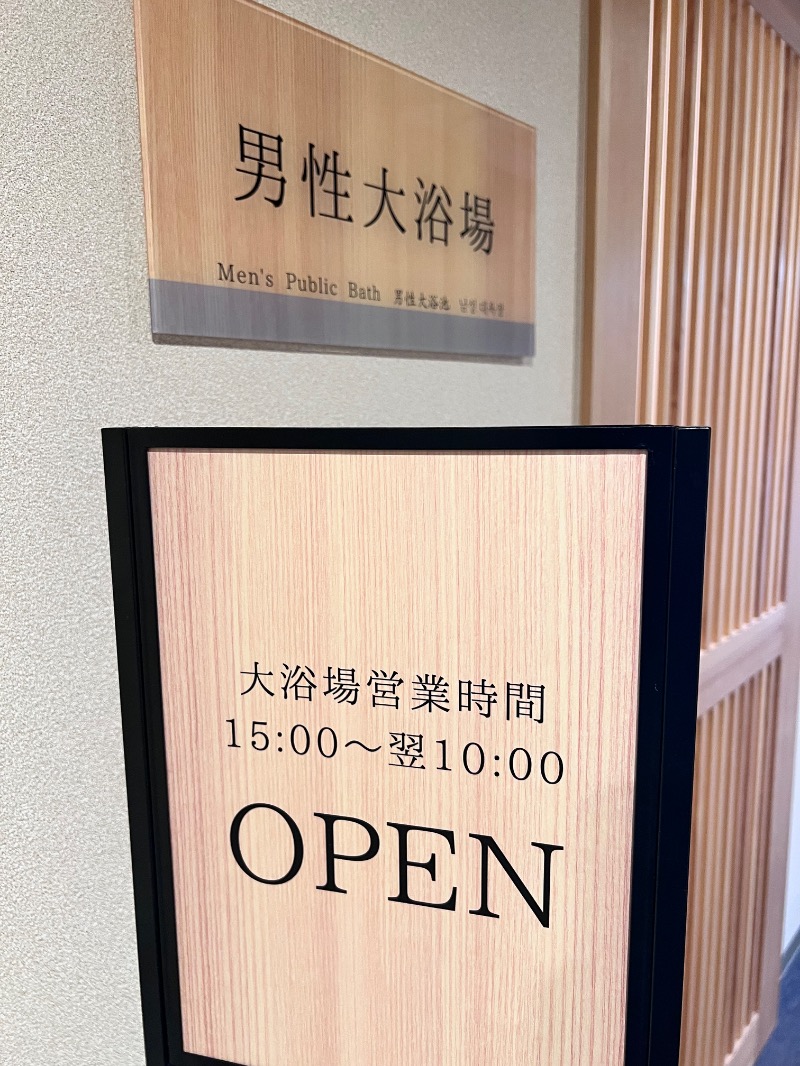 男性大浴場
Men's Public Bath 男性大浴池 남성 대욕장
大浴場営業時間
15:00～翌10:00
OPEN